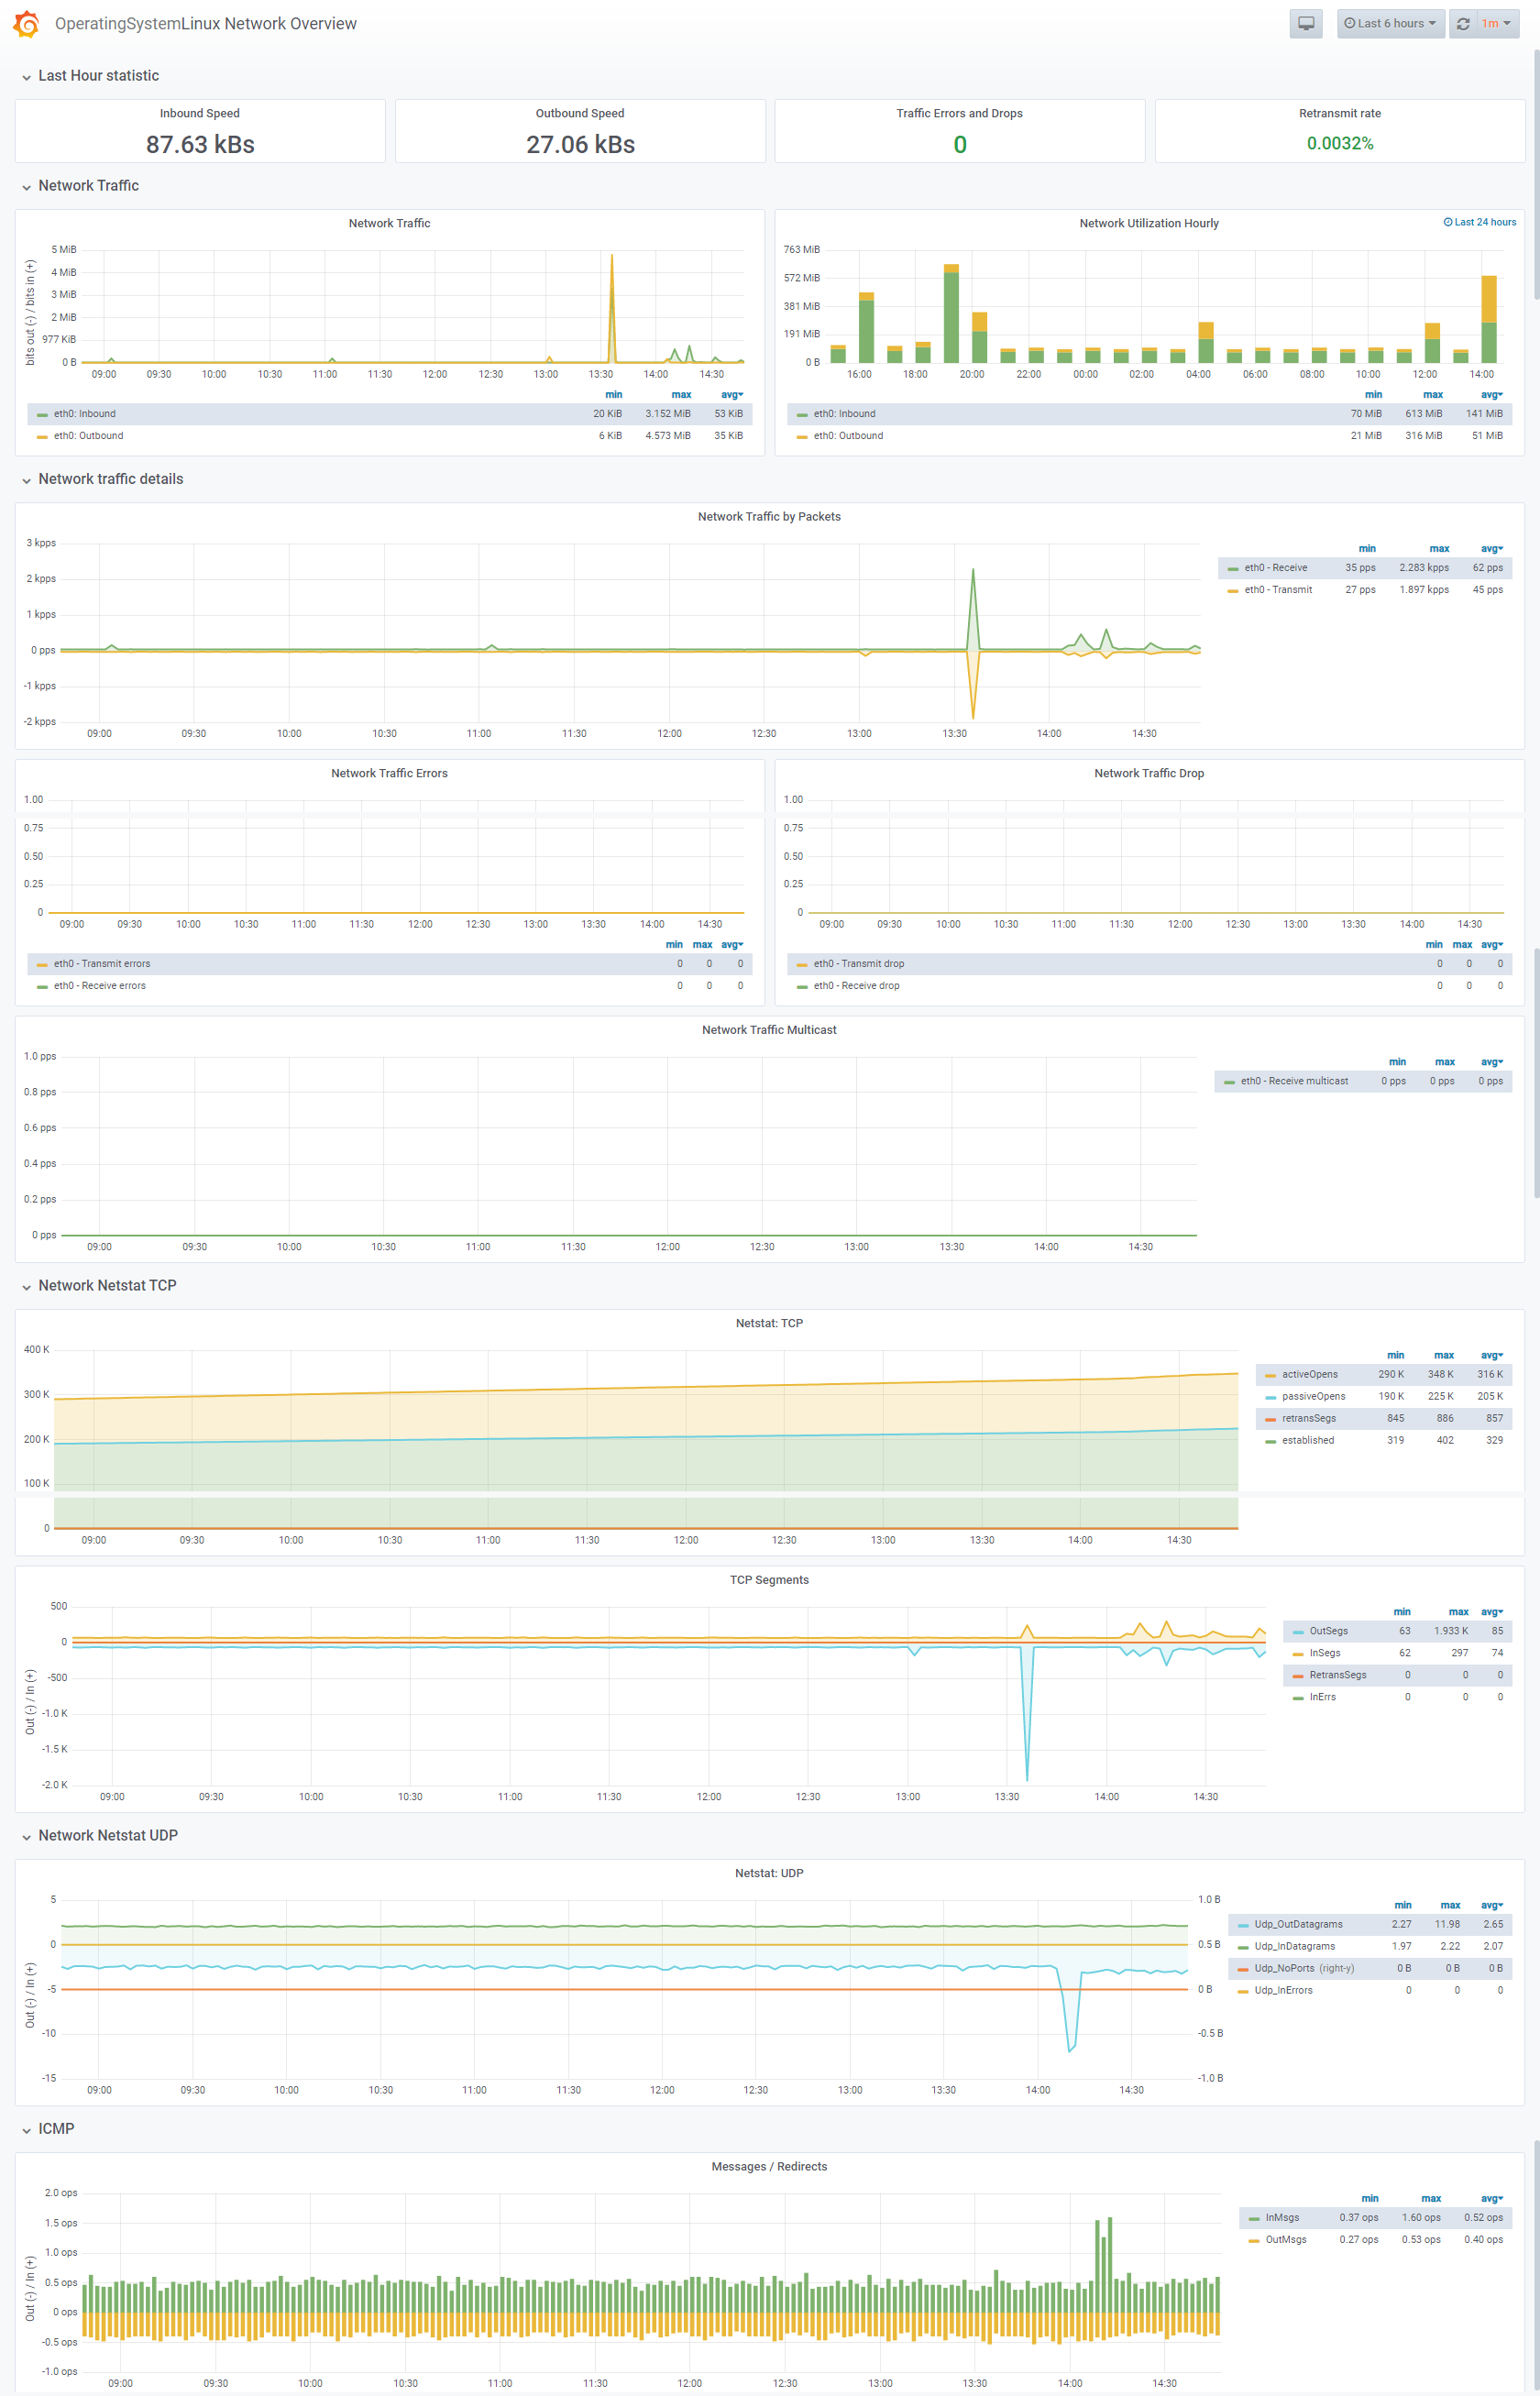 OperatingSystemLinux Network Overview
Last 6 hours
1m
Last Hour statistic
Inbound Speed
87.63 kBs
Outbound Speed
27.06 kBs
Traffic Errors and Drops
0
Retransmit rate
0.0032%
Network Traffic
Network Traffic
bits out (-) / bits in (+)
5 MiB
4 MiB
3 MiB
2 MiB
977 KiB
0 B
09:00 09:30 10:00 10:30 11:00 11:30 12:00 12:30 13:00 13:30 14:00 14:30
min max avg
eth0: Inbound 20 KiB 3.152 MiB 53 KiB
eth0: Outbound 6 KiB 4.573 MiB 35 KiB
Network Utilization Hourly
Last 24 hours
763 MiB
572 MiB
381 MiB
191 MiB
0 B
16:00 18:00 20:00 22:00 00:00 02:00 04:00 06:00 08:00 10:00 12:00 14:00
min max avg
eth0: Inbound 70 MiB 613 MiB 141 MiB
eth0: Outbound 21 MiB 316 MiB 51 MiB
Network traffic details
Network Traffic by Packets
3 kpps
2 kpps
1 kpps
0 pps
-1 kpps
-2 kpps
09:00 09:30 10:00 10:30 11:00 11:30 12:00 12:30 13:00 13:30 14:00 14:30
min max avg
eth0 - Receive 35 pps 2.283 kpps 62 pps
eth0 - Transmit 27 pps 1.897 kpps 45 pps
Network Traffic Errors
1.00
0.75
0.50
0.25
0
09:00 09:30 10:00 10:30 11:00 11:30 12:00 12:30 13:00 13:30 14:00 14:30
min max avg
eth0 - Transmit errors 0 0 0
eth0 - Receive errors 0 0 0
Network Traffic Drop
1.00
0.75
0.50
0.25
0
09:00 09:30 10:00 10:30 11:00 11:30 12:00 12:30 13:00 13:30 14:00 14:30
min max avg
eth0 - Transmit drop 0 0 0
eth0 - Receive drop 0 0 0
Network Traffic Multicast
1.0 pps
0.8 pps
0.6 pps
0.4 pps
0.2 pps
0 pps
09:00 09:30 10:00 10:30 11:00 11:30 12:00 12:30 13:00 13:30 14:00 14:30
min max avg
eth0 - Receive multicast 0 pps 0 pps 0 pps
Network Netstat TCP
Netstat: TCP
400 K
300 K
200 K
100 K
0
09:00 09:30 10:00 10:30 11:00 11:30 12:00 12:30 13:00 13:30 14:00 14:30
min max avg
activeOpens 290 K 348 K 316 K
passiveOpens 190 K 225 K 205 K
retransSegs 845 886 857
established 319 402 329
TCP Segments
Out (-) / In (+)
500
0
-500
-1.0 K
-1.5 K
-2.0 K
09:00 09:30 10:00 10:30 11:00 11:30 12:00 12:30 13:00 13:30 14:00 14:30
min max avg
OutSegs 63 1.933 K 85
InSegs 62 297 74
RetransSegs 0 0 0
InErrs 0 0 0
Network Netstat UDP
Netstat: UDP
Out (-) / In (+)
5
0
-5
-10
-15
1.0 B
0.5 B
0 B
-0.5 B
-1.0 B
09:00 09:30 10:00 10:30 11:00 11:30 12:00 12:30 13:00 13:30 14:00 14:30
min max avg
Udp_OutDatagrams 2.27 11.98 2.65
Udp_InDatagrams 1.97 2.22 2.07
Udp_NoPorts (right-y) 0 B 0 B 0 B
Udp_InErrors 0 0 0
ICMP
Messages / Redirects
Out (-) / In (+)
2.0 ops
1.5 ops
1.0 ops
0.5 ops
0 ops
-0.5 ops
-1.0 ops
09:00 09:30 10:00 10:30 11:00 11:30 12:00 12:30 13:00 13:30 14:00 14:30
min max avg
InMsgs 0.37 ops 1.60 ops 0.52 ops
OutMsgs 0.27 ops 0.53 ops 0.40 ops